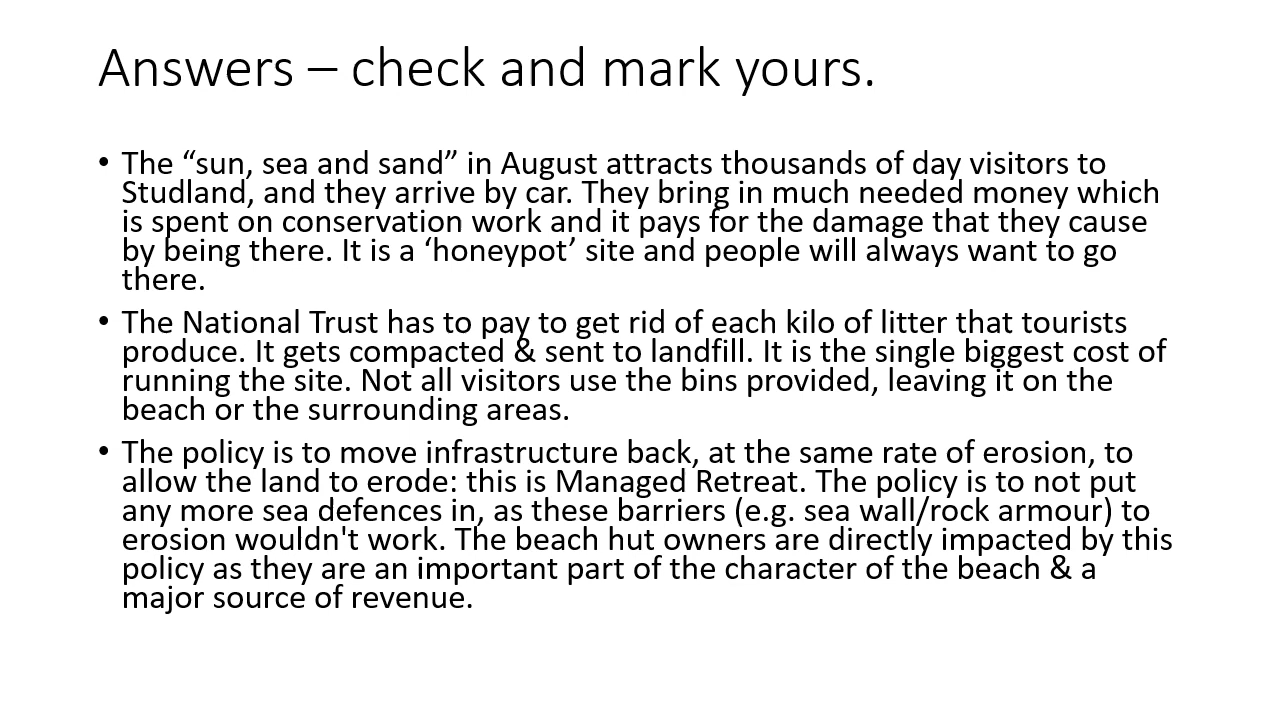 Answers – check and mark yours.
• The “sun, sea and sand” in August attracts thousands of day visitors to
Studland, and they arrive by car. They bring in much needed money which
is spent on conservation work and it pays for the damage that they cause
by being there. It is a ‘honeypot’ site and people will always want to go
there.
• The National Trust has to pay to get rid of each kilo of litter that tourists
produce. It gets compacted & sent to landfill. It is the single biggest cost of
running the site. Not all visitors use the bins provided, leaving it on the
beach or the surrounding areas.
• The policy is to move infrastructure back, at the same rate of erosion, to
allow the land to erode: this is Managed Retreat. The policy is to not put
any more sea defences in, as these barriers (e.g. sea wall/rock armour) to
erosion wouldn't work. The beach hut owners are directly impacted by this
policy as they are an important part of the character of the beach & a
major source of revenue.